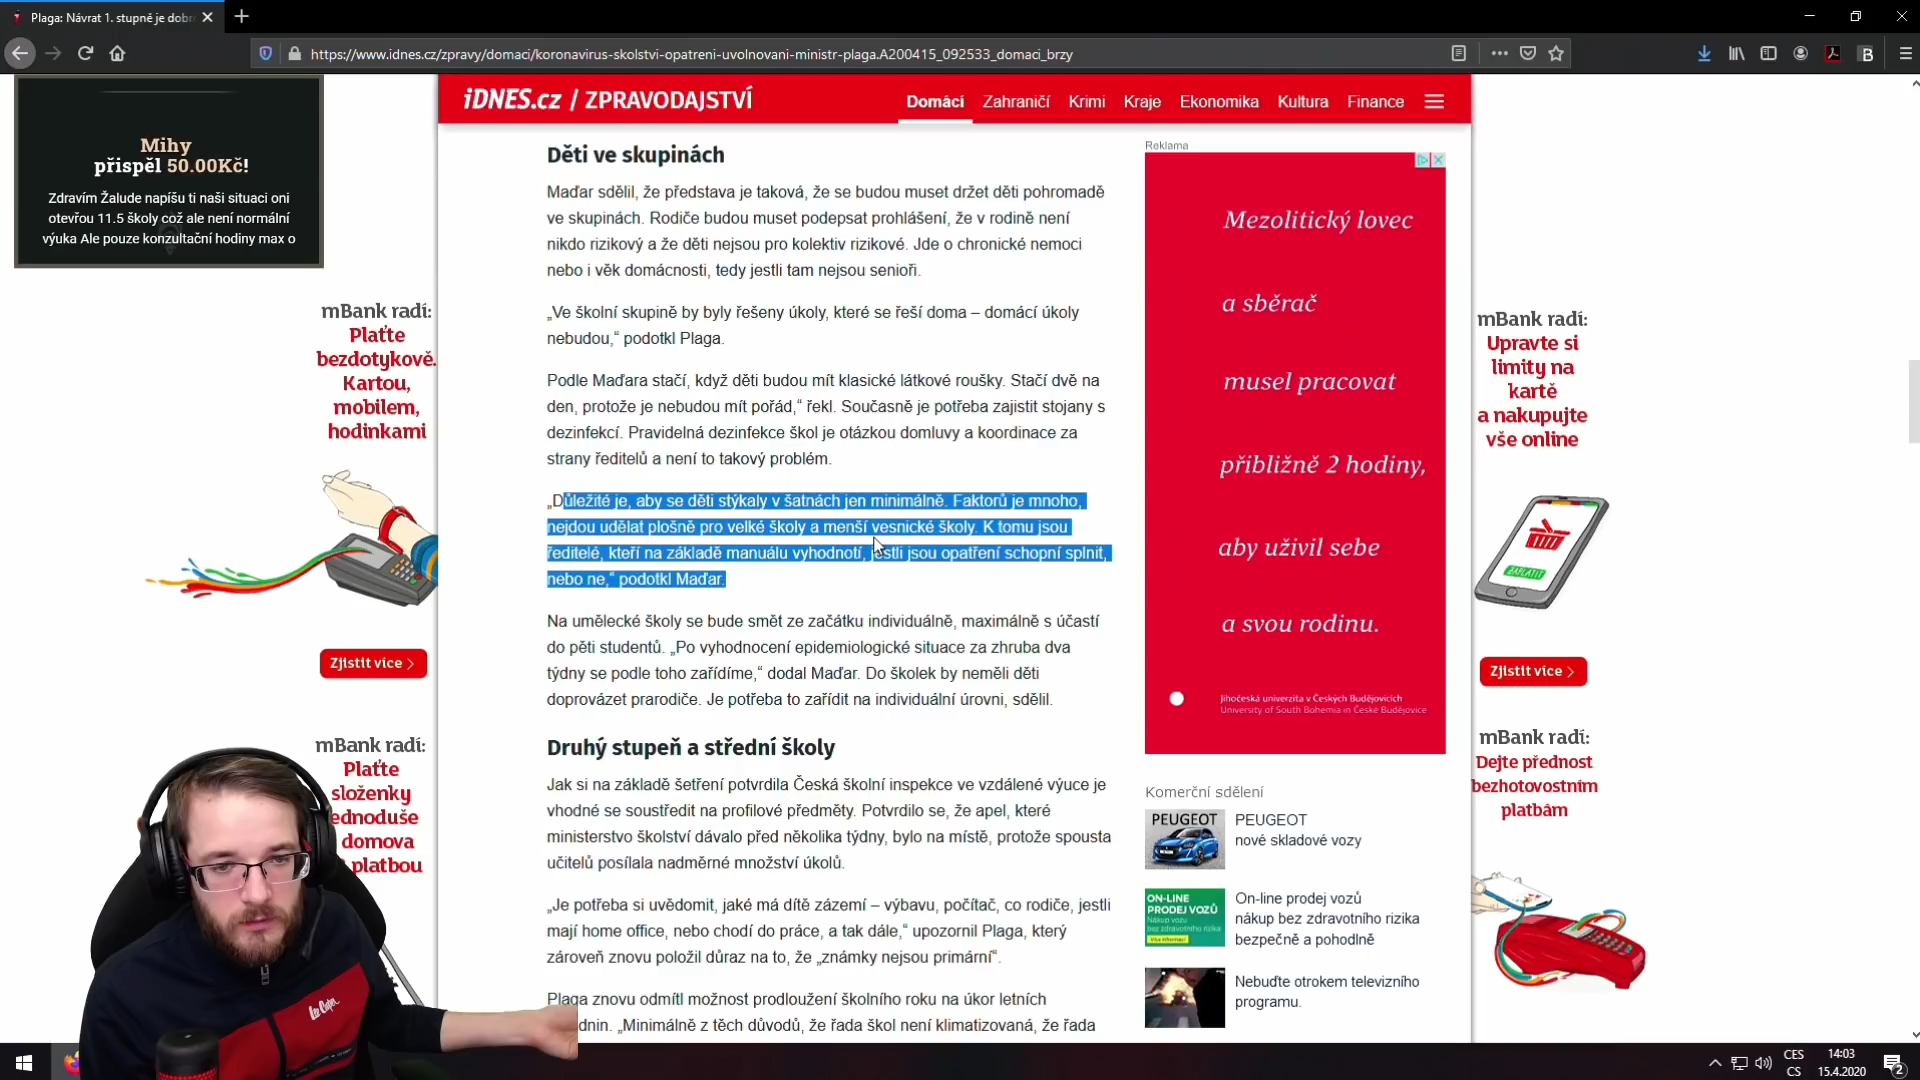 Plaga: Návrat 1. stupně je dob
https://www.idnes.cz/zpravy/domaci/koronavirus-skolstvi-opatreni-uvolnovani-ministr-plaga.A200415_092533_domaci_brzy
Mihy
přispěl 50.00Kč!
Zdravím Žalude napíšu ti naši situaci oni
otevřou 11.5 školy což ale není normální
výuka Ale pouze konzultační hodiny max o
iDNES.cz / ZPRAVODAJSTVÍ
Domácí Zahraničí Krimi Kraje Ekonomika Kultura Finance
Děti ve skupinách
Maďar sdělil, že představa je taková, že se budou muset držet děti pohromadě
ve skupinách. Rodiče budou muset podepsat prohlášení, že v rodině není
nikdo rizikový a že děti nejsou pro kolektiv rizikové. Jde o chronické nemoci
nebo i věk domácnosti, tedy jestli tam nejsou senioři.
„Ve školní skupině by byly řešeny úkoly, které se řeší doma – domácí úkoly
nebudou,“ podotkl Plaga.
Podle Maďara stačí, když děti budou mít klasické látkové roušky. Stačí dvě na
den, protože je nebudou mít pořád,“ řekl. Současně je potřeba zajistit stojany s
dezinfekcí. Pravidelná dezinfekce škol je otázkou domluvy a koordinace za
strany ředitelů a není to takový problém.
„Důležité je, aby se děti stýkaly v šatnách jen minimálně. Faktorů je mnoho,
nejdou udělat plošně pro velké školy a menší vesnické školy. K tomu jsou
ředitelé, kteří na základě manuálu vyhodnotí, jestli jsou opatření schopní splnit,
nebo ne,“ podotkl Maďar.
Na umělecké školy se bude smět ze začátku individuálně, maximálně s účastí
do pěti studentů. „Po vyhodnocení epidemiologické situace za zhruba dva
týdny se podle toho zařídíme,“ dodal Maďar. Do školek by neměli děti
doprovázet prarodiče. Je potřeba to zařídit na individuální úrovni, sdělil.
Druhý stupeň a střední školy
Jak si na základě šetření potvrdila Česká školní inspekce ve vzdálené výuce je
vhodné se soustředit na profilové předměty. Potvrdilo se, že apel, které
ministerstvo školství dávalo před několika týdny, bylo na místě, protože spousta
učitelů posílala nadměrné množství úkolů.
„Je potřeba si uvědomit, jaké má dítě zázemí – výbavu, počítač, co rodiče, jestli
mají home office, nebo chodí do práce, a tak dále,“ upozornil Plaga, který
zároveň znovu položil důraz na to, že „známky nejsou primární“.
Plaga znovu odmítl možnost prodloužení školního roku na úkor letních
dnin. „Minimálně z těch důvodů, že řada škol není klimatizovaná, že řada
mBank radí:
Plaťte
bezdotykově.
Kartou,
mobilem,
hodinkami
Zjistit více
mBank radí:
Plaťte
složenky
ednoduše
domova
platbou
Lee Cooper
Reklama
Mezolitický lovec
a sběrač
musel pracovat
přibližně 2 hodiny,
aby uživil sebe
a svou rodinu.
Jihočeská univerzita v Českých Budějovicích
University of South Bohemia in České Budějovice
Komerční sdělení
PEUGEOT
PEUGEOT
nové skladové vozy
ON-LINE
PRODEJ VOZŮ
Nákup vozu
bez zdravotního rizika
Více informací
On-line prodej vozů
nákup bez zdravotního rizika
bezpečně a pohodlně
Nebuďte otrokem televizního
programu.
mBank radí:
Upravte si
limity na
kartě
a nakupujte
vše online
ZAPLATIT
Zjistit více
mBank radí:
Dejte přednost
bezhotovostním
platbám
CES
CS
14:03
15.4.2020
2